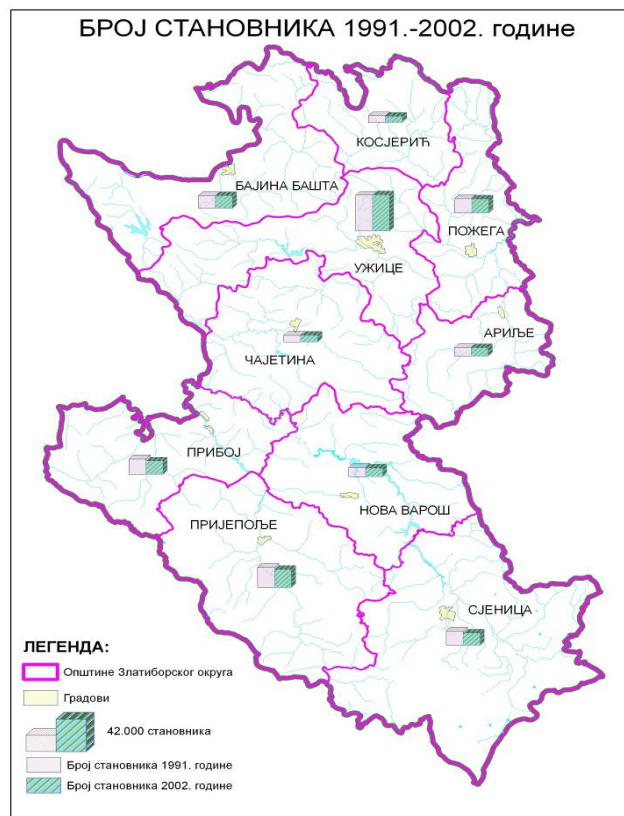 БРОЈ СТАНОВНИКА 1991.-2002. године
КОСЈЕРИЋ
БАЈИНА БАШТА
ПОЖЕГА
УЖИЦЕ
АРИЉЕ
ЧАЈЕТИНА
ПРИБОЈ
НОВА ВАРОШ
ПРИЈЕПОЉЕ
СЈЕНИЦА
ЛЕГЕНДА:
Општине Златиборског округа
Градови
42.000 становника
Број становника 1991. године
Број становника 2002. године